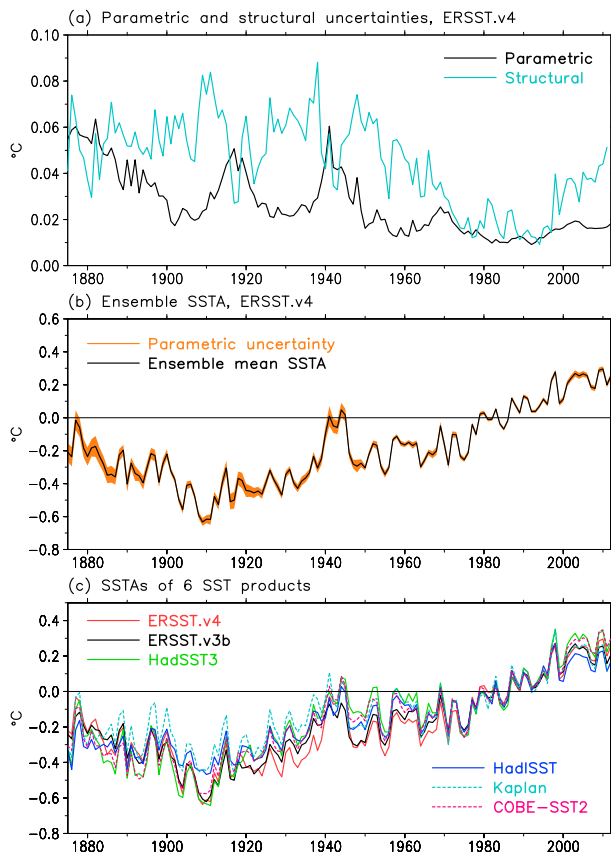 (a) Parametric and structural uncertainties, ERSST.v4
0.10
0.08
0.06
0.04
0.02
0.00
°C
Parametric
Structural
1880 1900 1920 1940 1960 1980 2000
(b) Ensemble SSTA, ERSST.v4
0.6
0.4
0.2
0.0
-0.2
-0.4
-0.6
-0.8
°C
Parametric uncertainty
Ensemble mean SSTA
1880 1900 1920 1940 1960 1980 2000
(c) SSTAs of 6 SST products
0.4
0.2
0.0
-0.2
-0.4
-0.6
-0.8
°C
ERSST.v4
ERSST.v3b
HadSST3
HadISST
Kaplan
COBE-SST2
1880 1900 1920 1940 1960 1980 2000